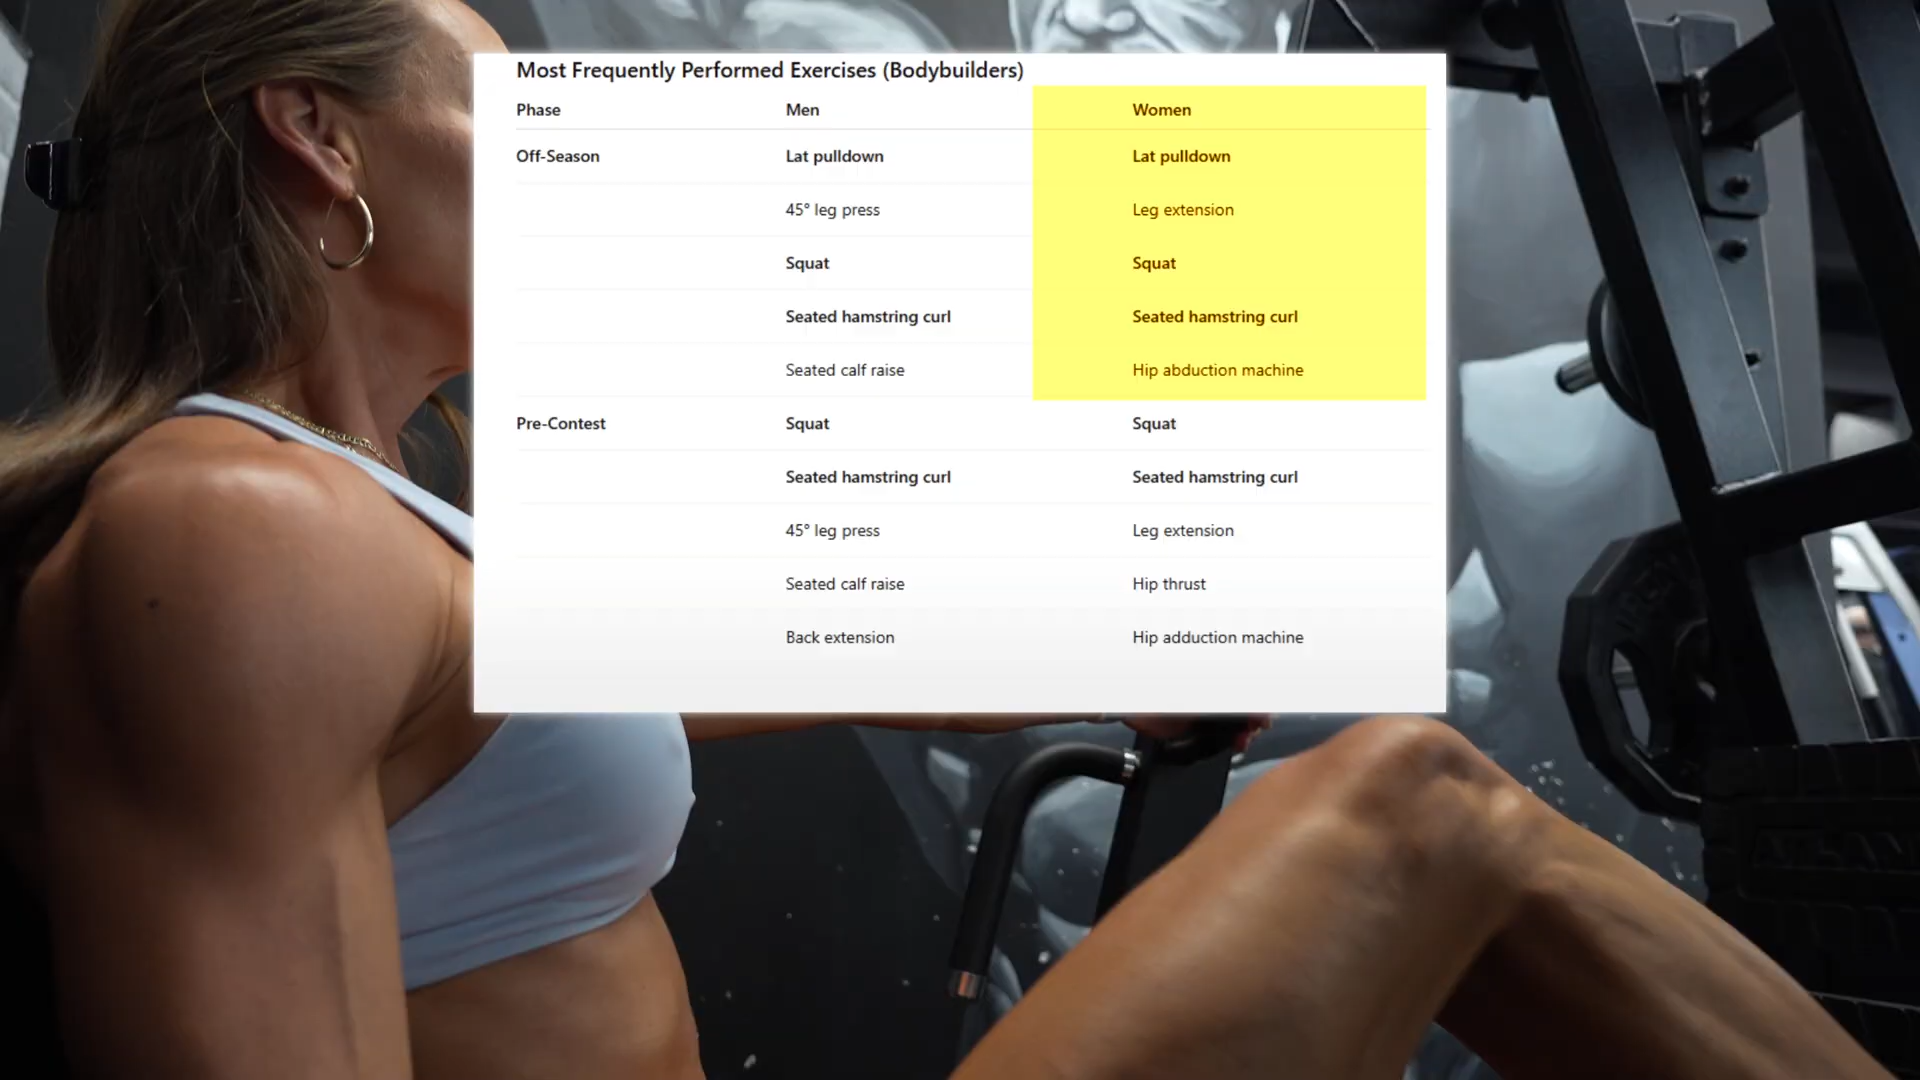 Most Frequently Performed Exercises (Bodybuilders)
Phase Men Women
Off-Season Lat pulldown Lat pulldown
45° leg press Leg extension
Squat Squat
Seated hamstring curl Seated hamstring curl
Seated calf raise Hip abduction machine
Pre-Contest Squat Squat
Seated hamstring curl Seated hamstring curl
45° leg press Leg extension
Seated calf raise Hip thrust
Back extension Hip adduction machine